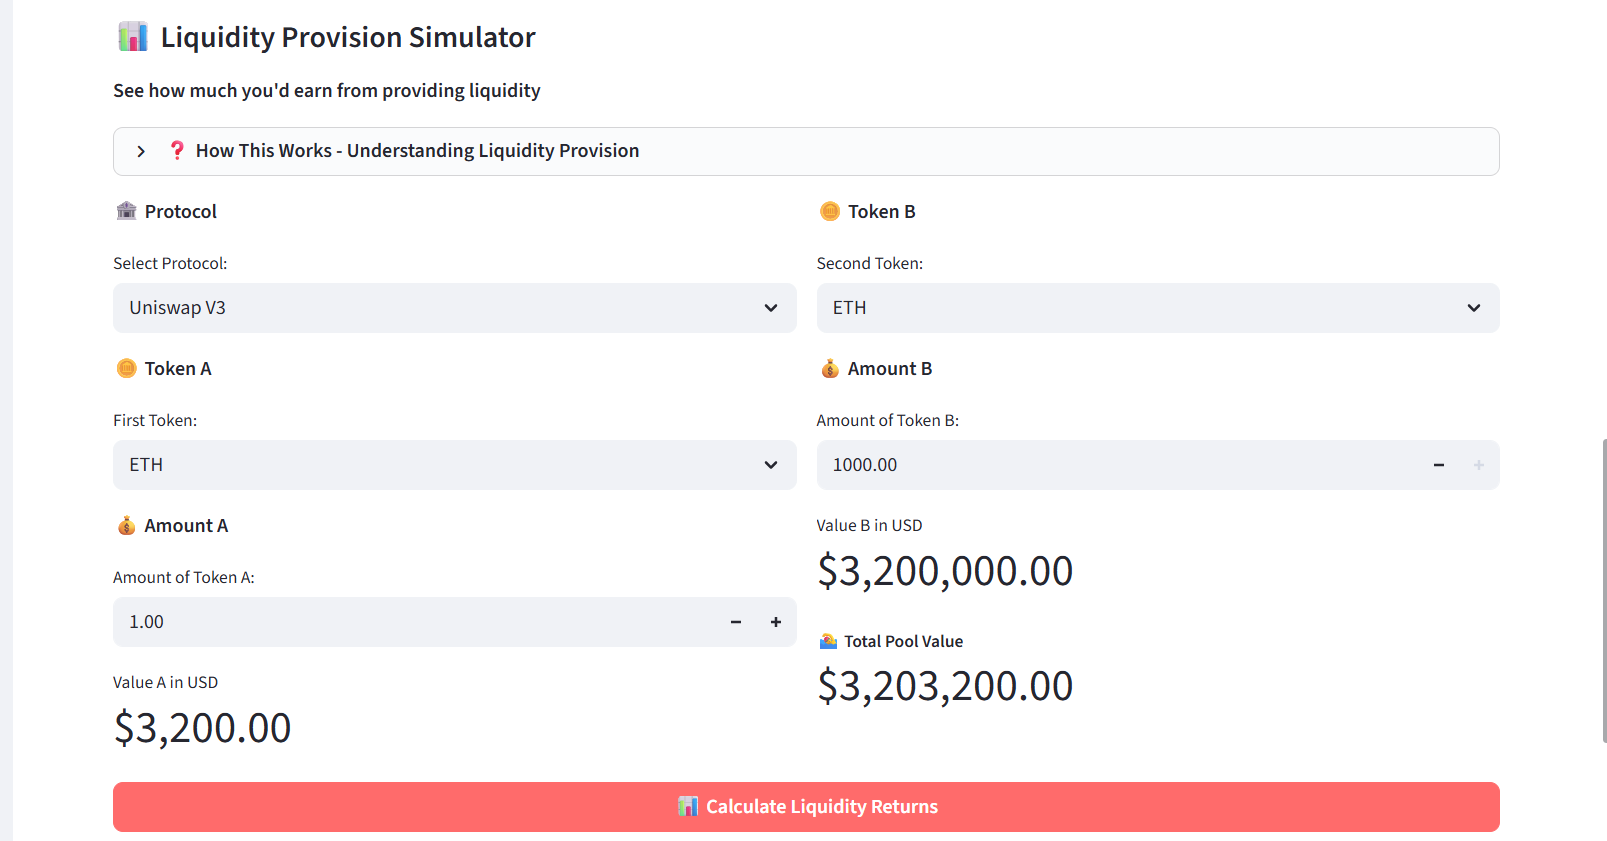 Liquidity Provision Simulator
See how much you'd earn from providing liquidity
How This Works - Understanding Liquidity Provision
Protocol
Select Protocol:
Uniswap V3
Token A
First Token:
ETH
Amount A
Amount of Token A:
1.00
Value A in USD
$3,200.00
Token B
Second Token:
ETH
Amount B
Amount of Token B:
1000.00
Value B in USD
$3,200,000.00
Total Pool Value
$3,203,200.00
Calculate Liquidity Returns